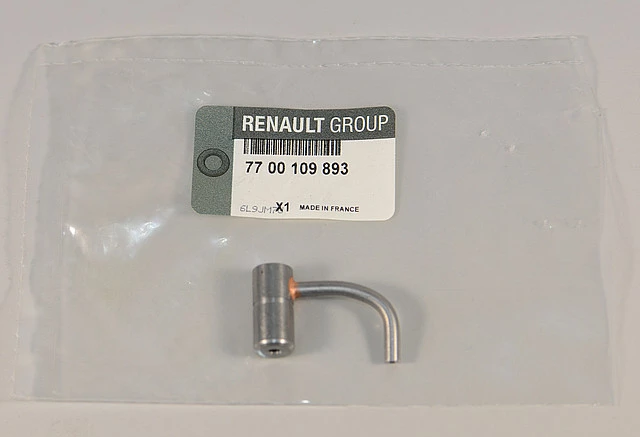 RENAULT GROUP
77 00 109 893
X1 MADE IN FRANCE